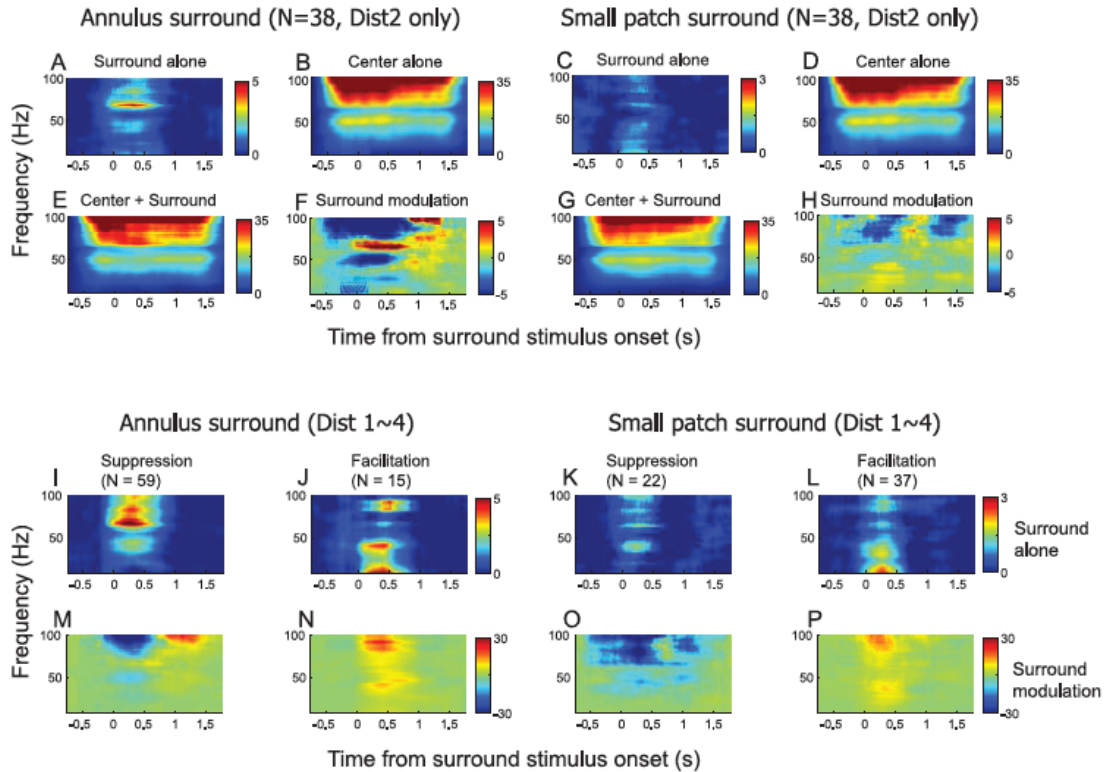 Annulus surround (N=38, Dist2 only) Small patch surround (N=38, Dist2 only)
A Surround alone B Center alone C Surround alone D Center alone
100 5 100 35 100 3 100 35
50 50 50 50
0 0 0 0
-0.5 0 0.5 1 1.5 -0.5 0 0.5 1 1.5 -0.5 0 0.5 1 1.5 -0.5 0 0.5 1 1.5
E Center + Surround F Surround modulation G Center + Surround H Surround modulation
100 35 100 5 100 35 100 5
50 50 0 50 50 0
0 -5 0 -5
-0.5 0 0.5 1 1.5 -0.5 0 0.5 1 1.5 -0.5 0 0.5 1 1.5 -0.5 0 0.5 1 1.5
Frequency (Hz)
Time from surround stimulus onset (s)
Annulus surround (Dist 1~4) Small patch surround (Dist 1~4)
I Suppression J Facilitation K Suppression L Facilitation
(N = 59) (N = 15) (N = 22) (N = 37)
100 100 5 100 100 3
4
50 50 3 50 50 2
2 1
1
0 0
-0.5 0 0.5 1 1.5 -0.5 0 0.5 1 1.5 -0.5 0 0.5 1 1.5 -0.5 0 0.5 1 1.5
Surround
alone
M N O P
100 100 30 100 100 30
50 50 0 50 50 0
-30 -30
-0.5 0 0.5 1 1.5 -0.5 0 0.5 1 1.5 -0.5 0 0.5 1 1.5 -0.5 0 0.5 1 1.5
Surround
modulation
Frequency (Hz)
Time from surround stimulus onset (s)